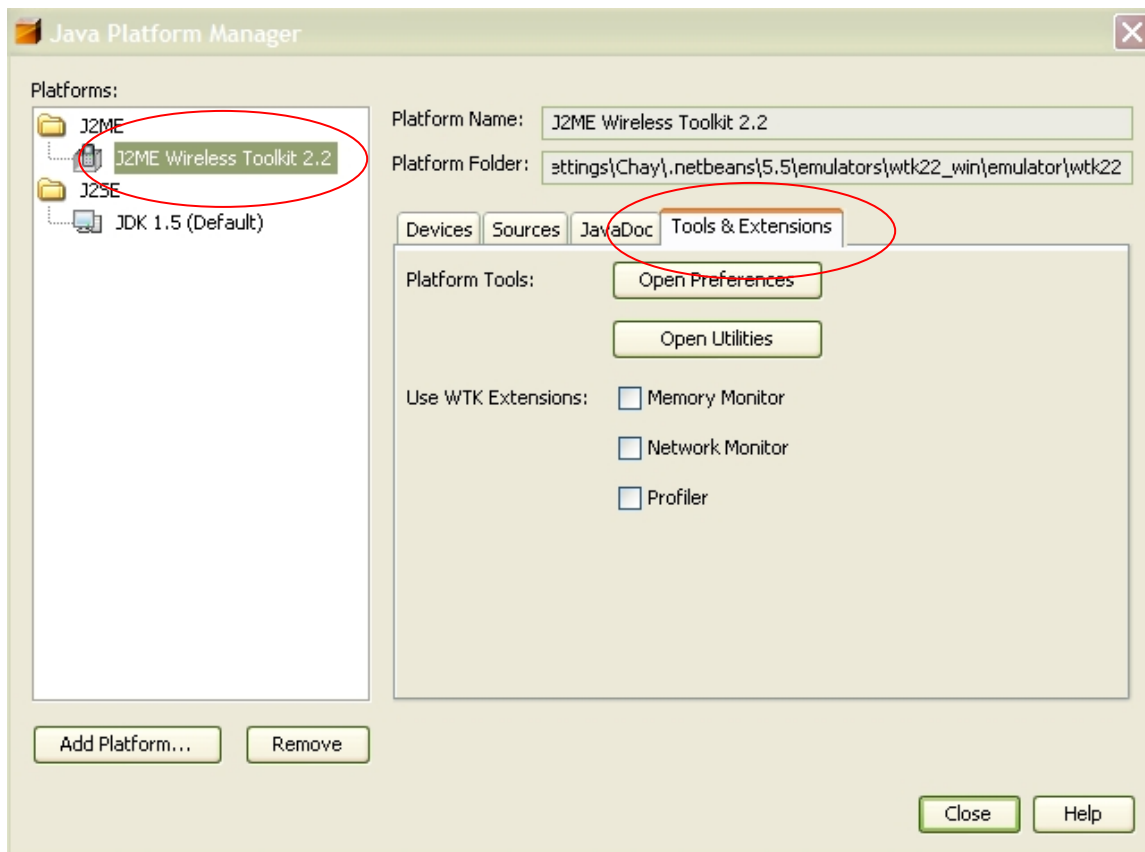 Java Platform Manager
Platforms:
J2ME
J2ME Wireless Toolkit 2.2
J2SE
JDK 1.5 (Default)
Platform Name: J2ME Wireless Toolkit 2.2
Platform Folder: ettings\Chay\.netbeans\5.5\emulators\wtk22_win\emulator\wtk22
Devices Sources JavaDoc Tools & Extensions
Platform Tools: Open Preferences
Open Utilities
Use WTK Extensions: Memory Monitor
Network Monitor
Profiler
Add Platform... Remove
Close Help